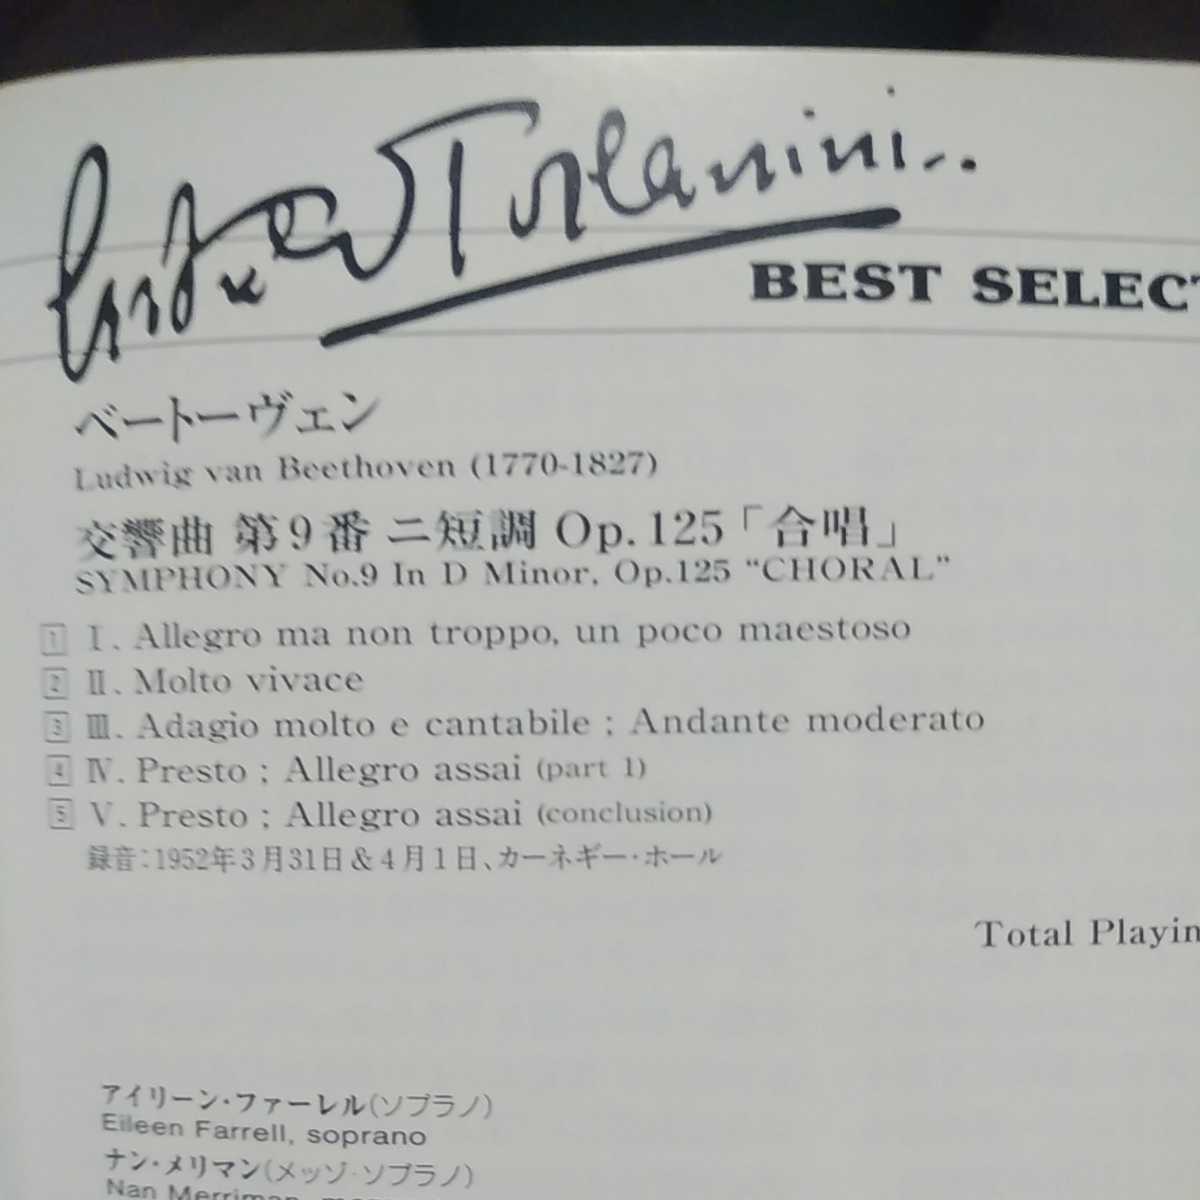 Arturo Toscanini
BEST SELECT
ベートーヴェン
Ludwig van Beethoven (1770-1827)
交響曲 第9番 ニ短調 Op.125「合唱」
SYMPHONY No.9 In D Minor, Op.125 “CHORAL”
1 Ⅰ. Allegro ma non troppo, un poco maestoso
2 Ⅱ. Molto vivace
3 Ⅲ. Adagio molto e cantabile ; Andante moderato
4 Ⅳ. Presto ; Allegro assai (part 1)
5 Ⅴ. Presto ; Allegro assai (conclusion)
録音:1952年3月31日&4月1日、カーネギー・ホール
Total Playin
アイリーン・ファーレル(ソプラノ)
Eileen Farrell, soprano
ナン・メリマン(メッゾ・ソプラノ)
Nan Merriman,